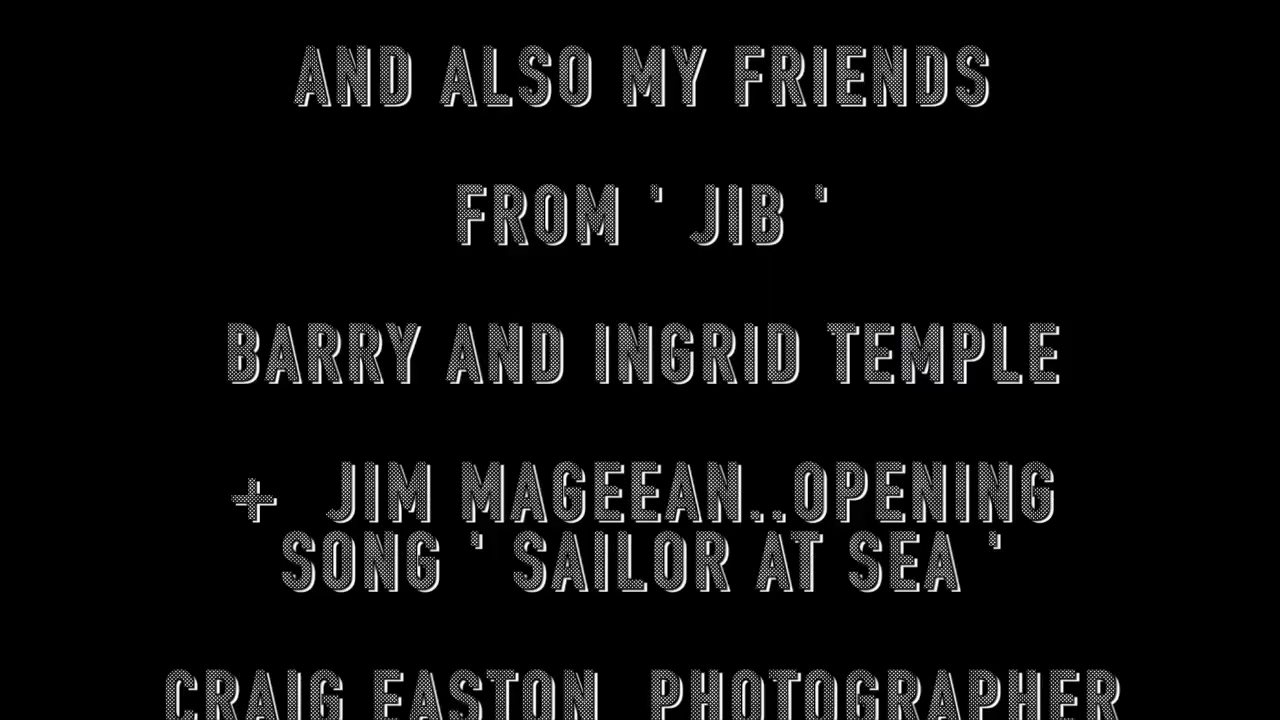 AND ALSO MY FRIENDS
FROM ' JIB '
BARRY AND INGRID TEMPLE
+ JIM MAGEEAN..OPENING
SONG ' SAILOR AT SEA '
CRAIG EASTON PHOTOGRAPHER